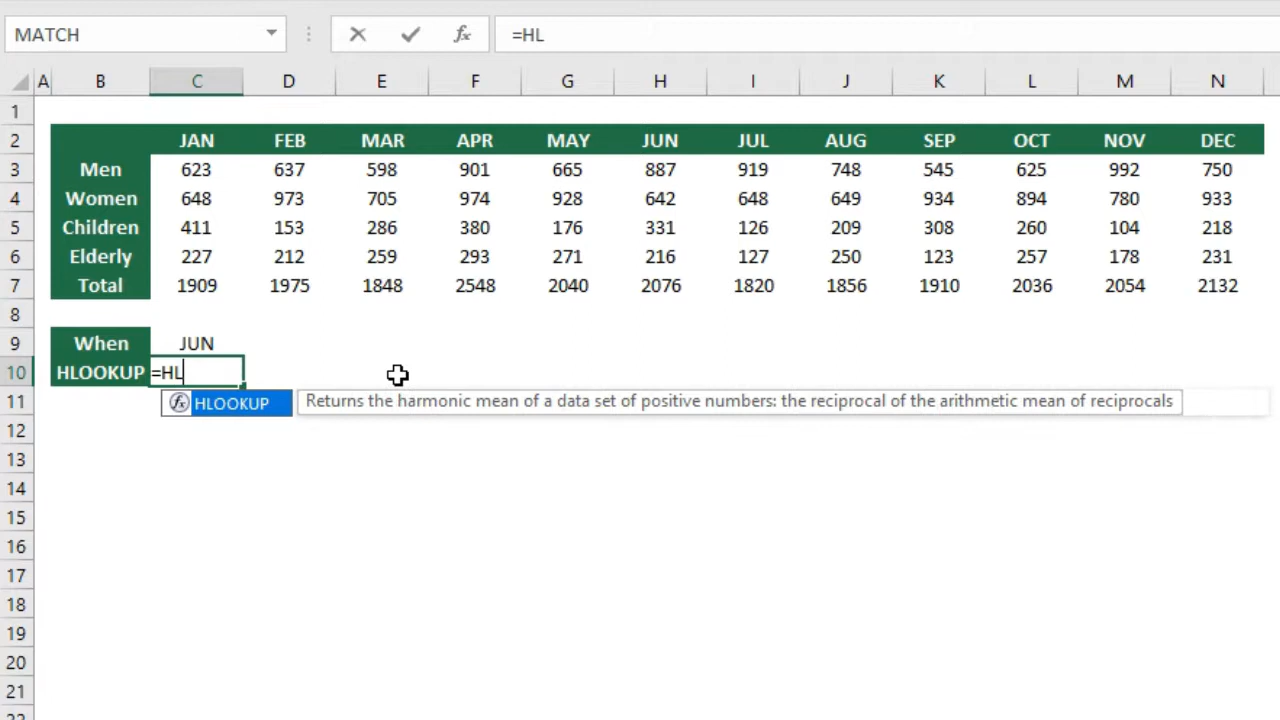 MATCH =HL
A B C D E F G H I J K L M N
1
2 JAN FEB MAR APR MAY JUN JUL AUG SEP OCT NOV DEC
3 Men 623 637 598 901 665 887 919 748 545 625 992 750
4 Women 648 973 705 974 928 642 648 649 934 894 780 933
5 Children 411 153 286 380 176 331 126 209 308 260 104 218
6 Elderly 227 212 259 293 271 216 127 250 123 257 178 231
7 Total 1909 1975 1848 2548 2040 2076 1820 1856 1910 2036 2054 2132
8
9 When JUN
10 HLOOKUP =HL
11 fx HLOOKUP Returns the harmonic mean of a data set of positive numbers: the reciprocal of the arithmetic mean of reciprocals
12
13
14
15
16
17
18
19
20
21